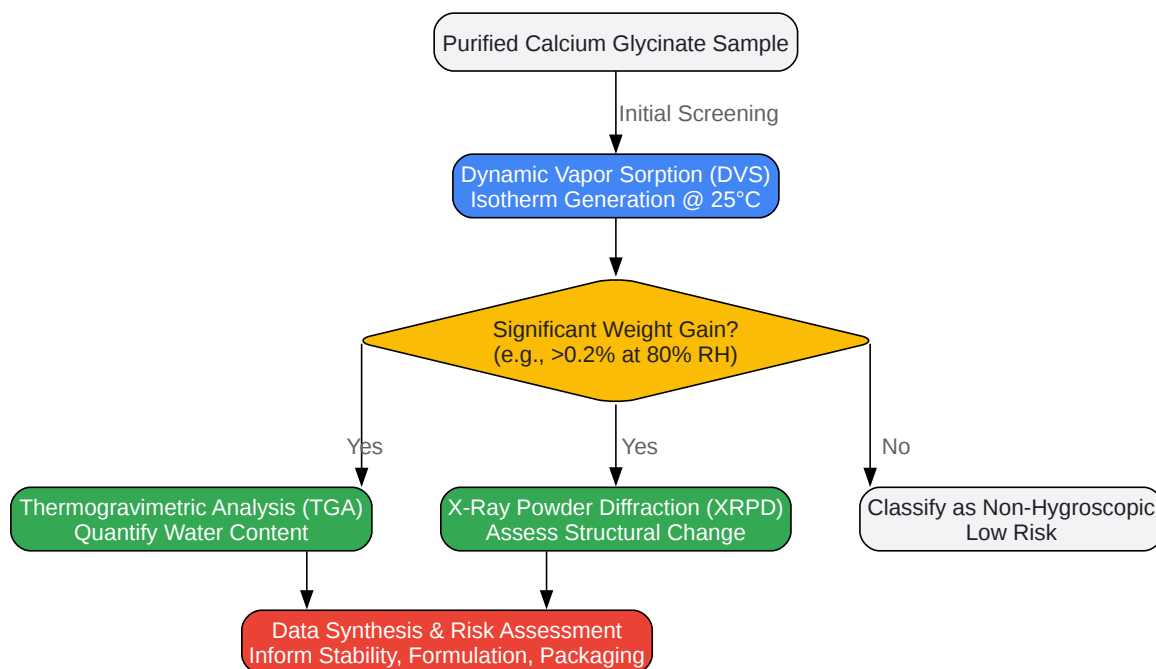 Purified Calcium Glycinate Sample
Initial Screening
Dynamic Vapor Sorption (DVS)
Isotherm Generation @ 25°C
Significant Weight Gain?
(e.g., >0.2% at 80% RH)
Yes
Yes
No
Thermogravimetric Analysis (TGA)
Quantify Water Content
X-Ray Powder Diffraction (XRPD)
Assess Structural Change
Classify as Non-Hygroscopic
Low Risk
Data Synthesis & Risk Assessment
Inform Stability, Formulation, Packaging